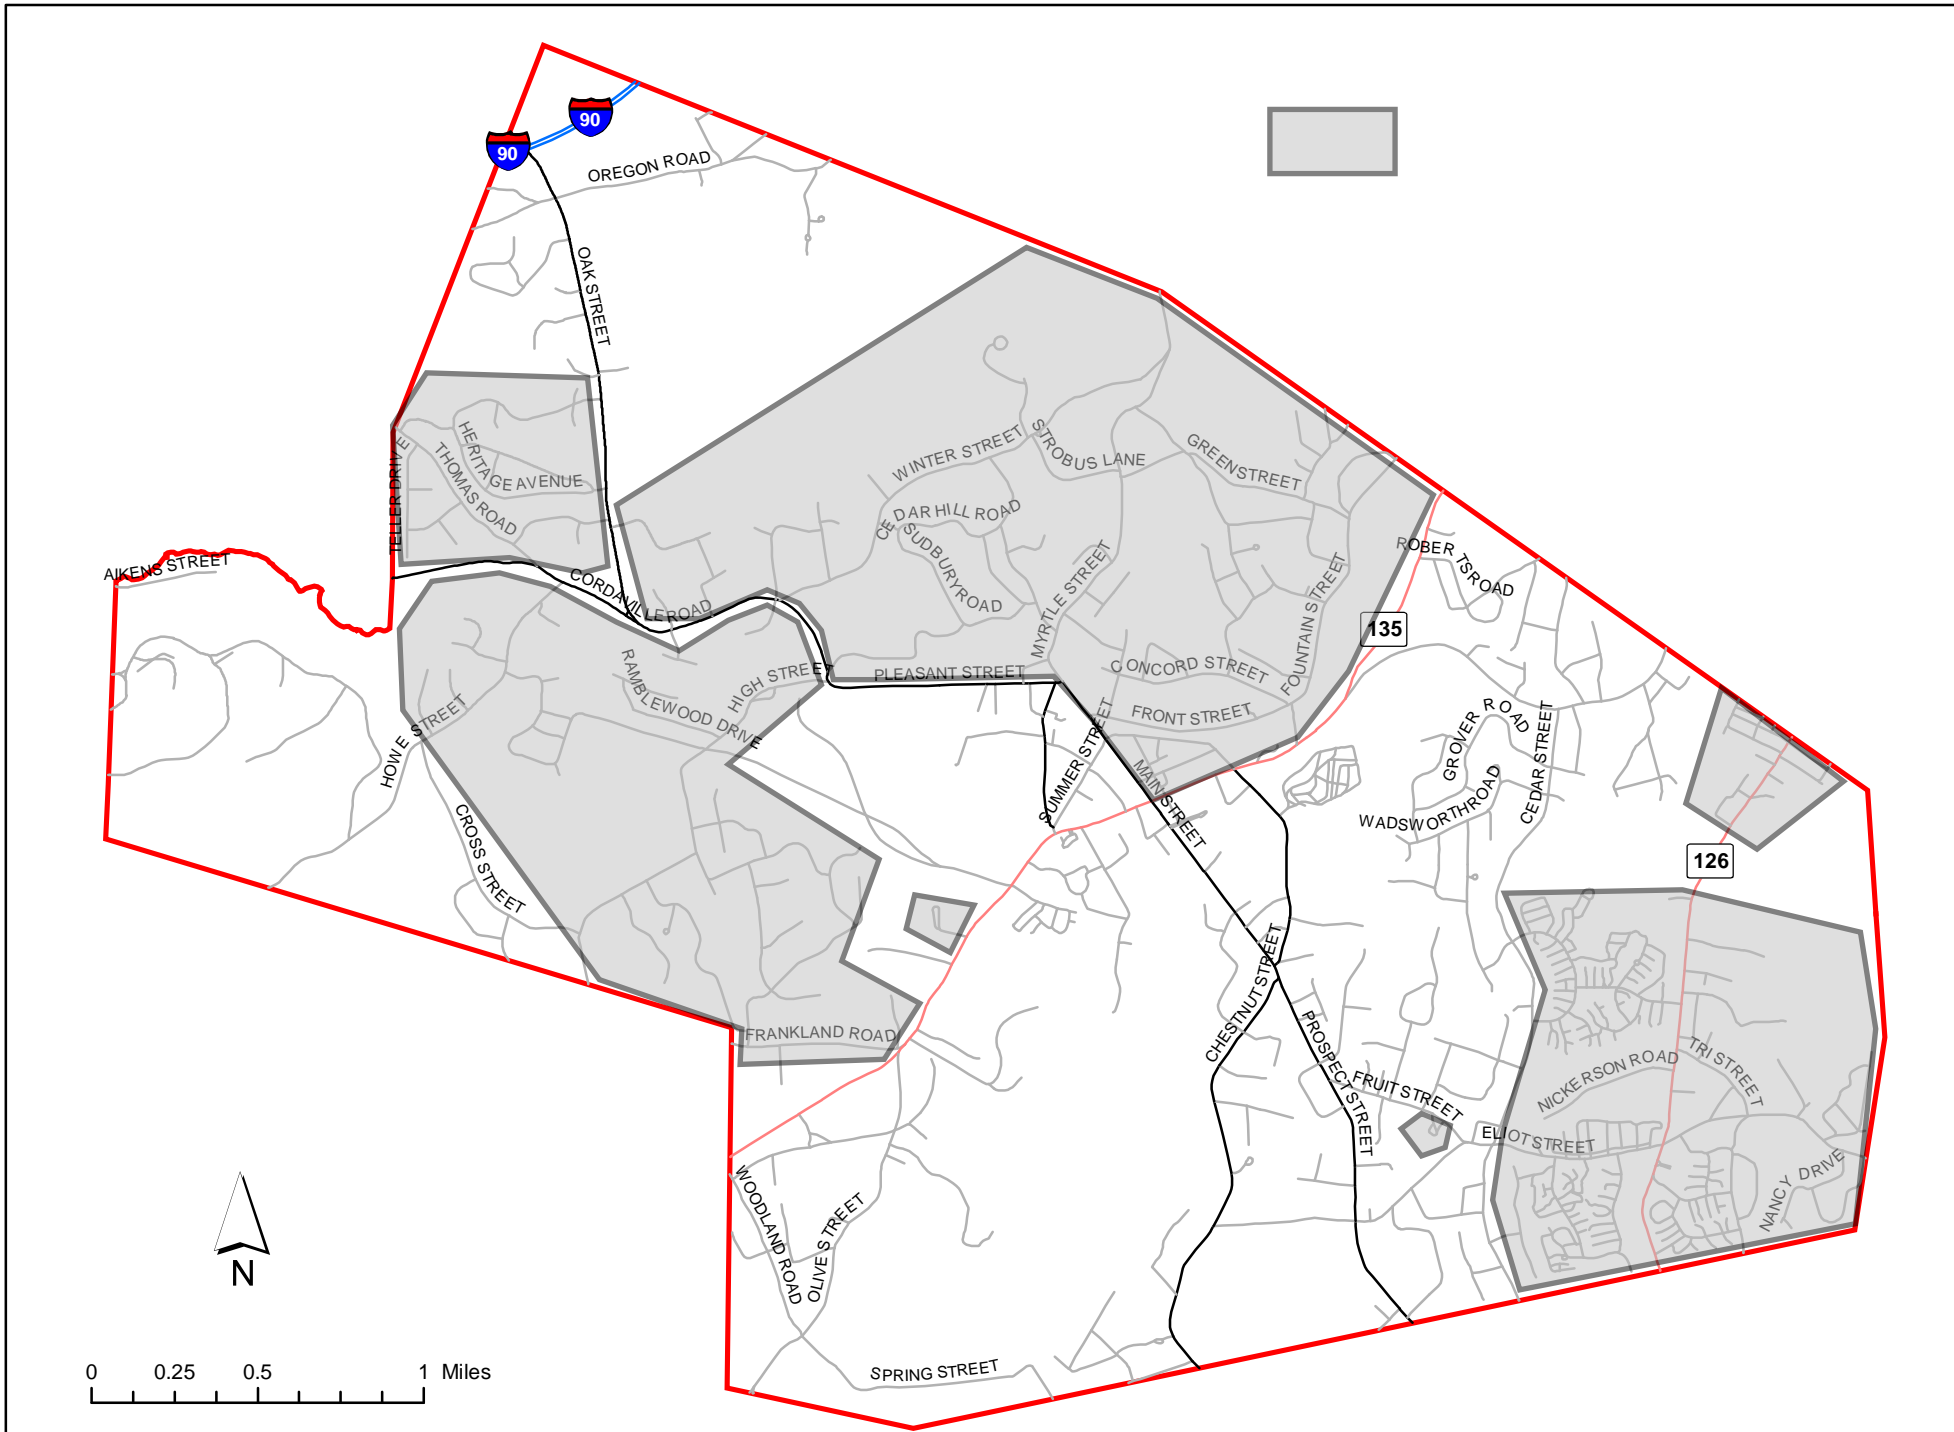 90
90
OREGON ROAD
OAK STREET
HERITAGE AVENUE
THOMAS ROAD
TELLER DRIVE
AIKENS STREET
CORDAVILLE ROAD
WINTER STREET
STROBUS LANE
GREEN STREET
CEDAR HILL ROAD
SUDBURY ROAD
MYRTLE STREET
FOUNTAIN STREET
ROBERTS ROAD
135
RAMBLEWOOD DRIVE
HIGH STREET
PLEASANT STREET
CONCORD STREET
FRONT STREET
HOWE STREET
SUMMER STREET
MAIN STREET
GROVER ROAD
CEDAR STREET
WADSWORTH ROAD
126
CROSS STREET
CHESTNUT STREET
PROSPECT STREET
FRANKLAND ROAD
FRUIT STREET
ELIOT STREET
NICKERSON ROAD
TRI STREET
NANCY DRIVE
WOODLAND ROAD
OLIVE STREET
SPRING STREET
N
0 0.25 0.5 1 Miles